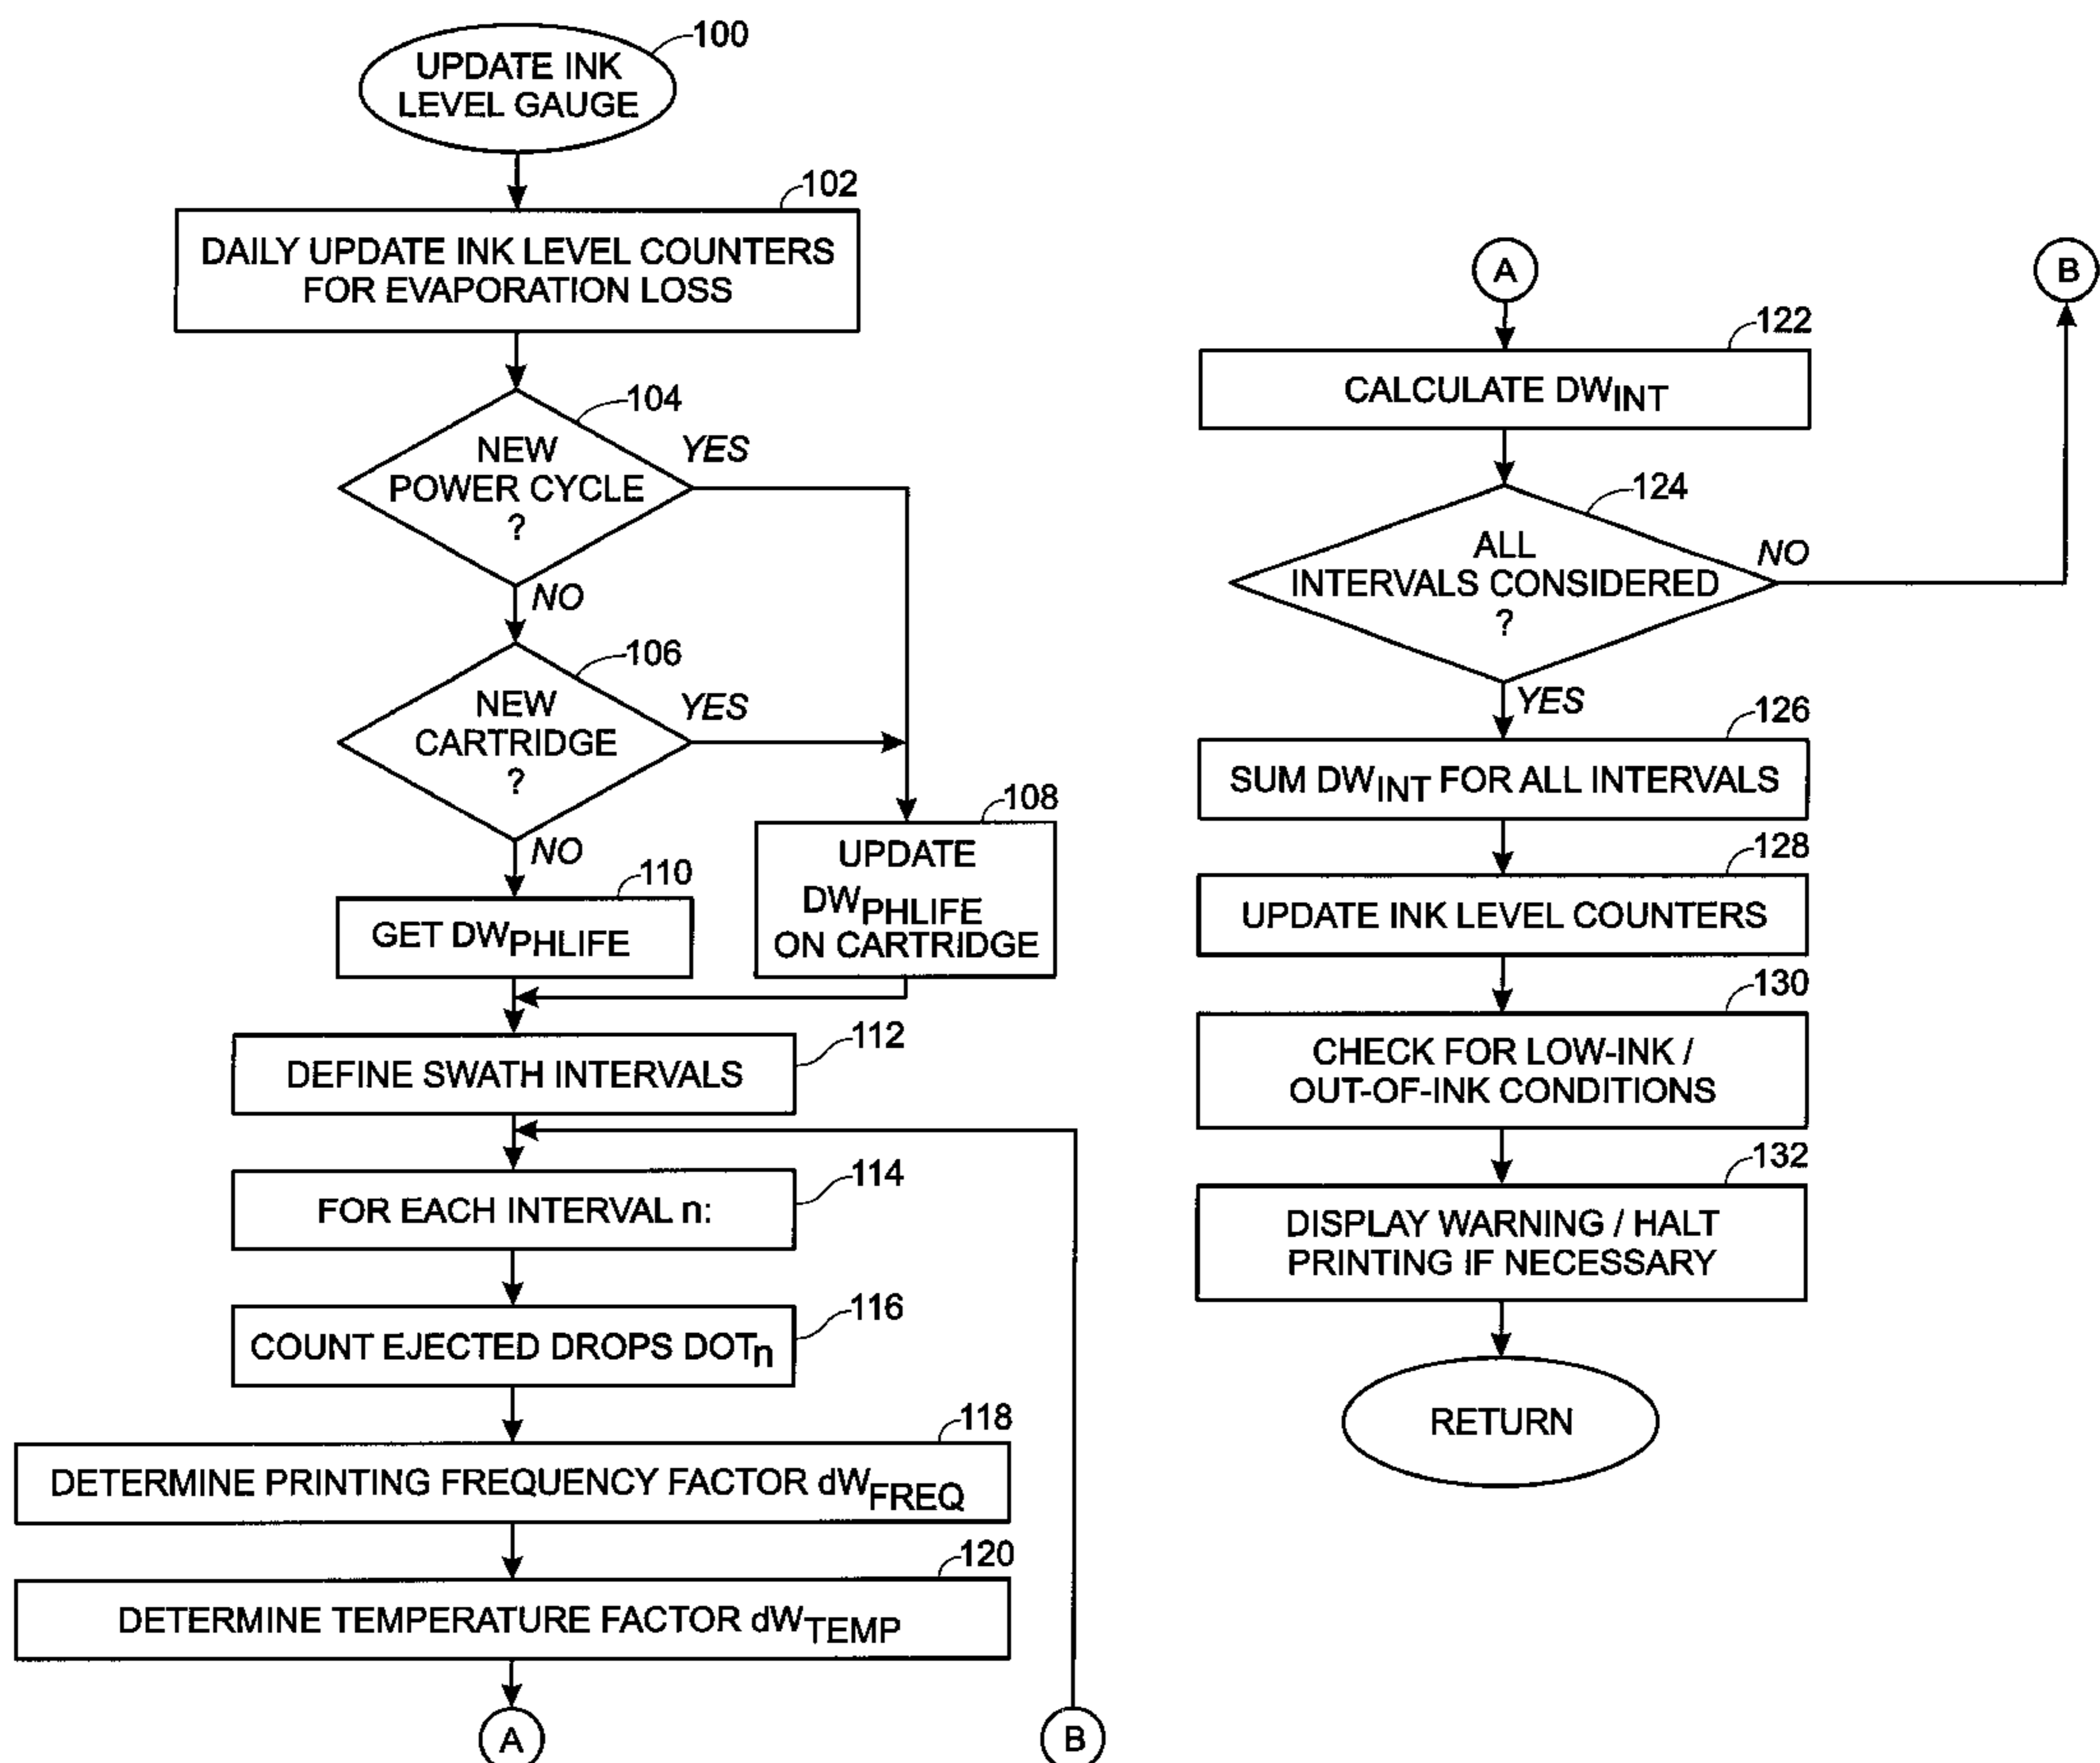 100
UPDATE INK
LEVEL GAUGE
102
DAILY UPDATE INK LEVEL COUNTERS
FOR EVAPORATION LOSS
104
NEW
POWER CYCLE
?
YES
NO
106
NEW
CARTRIDGE
?
YES
NO
108
UPDATE
DWPHLIFE
ON CARTRIDGE
110
GET DWPHLIFE
112
DEFINE SWATH INTERVALS
114
FOR EACH INTERVAL n:
116
COUNT EJECTED DROPS DOTn
118
DETERMINE PRINTING FREQUENCY FACTOR dWFREQ
120
DETERMINE TEMPERATURE FACTOR dWTEMP
A
B
A
B
122
CALCULATE DWINT
124
ALL
INTERVALS CONSIDERED
?
NO
YES
126
SUM DWINT FOR ALL INTERVALS
128
UPDATE INK LEVEL COUNTERS
130
CHECK FOR LOW-INK /
OUT-OF-INK CONDITIONS
132
DISPLAY WARNING / HALT
PRINTING IF NECESSARY
RETURN